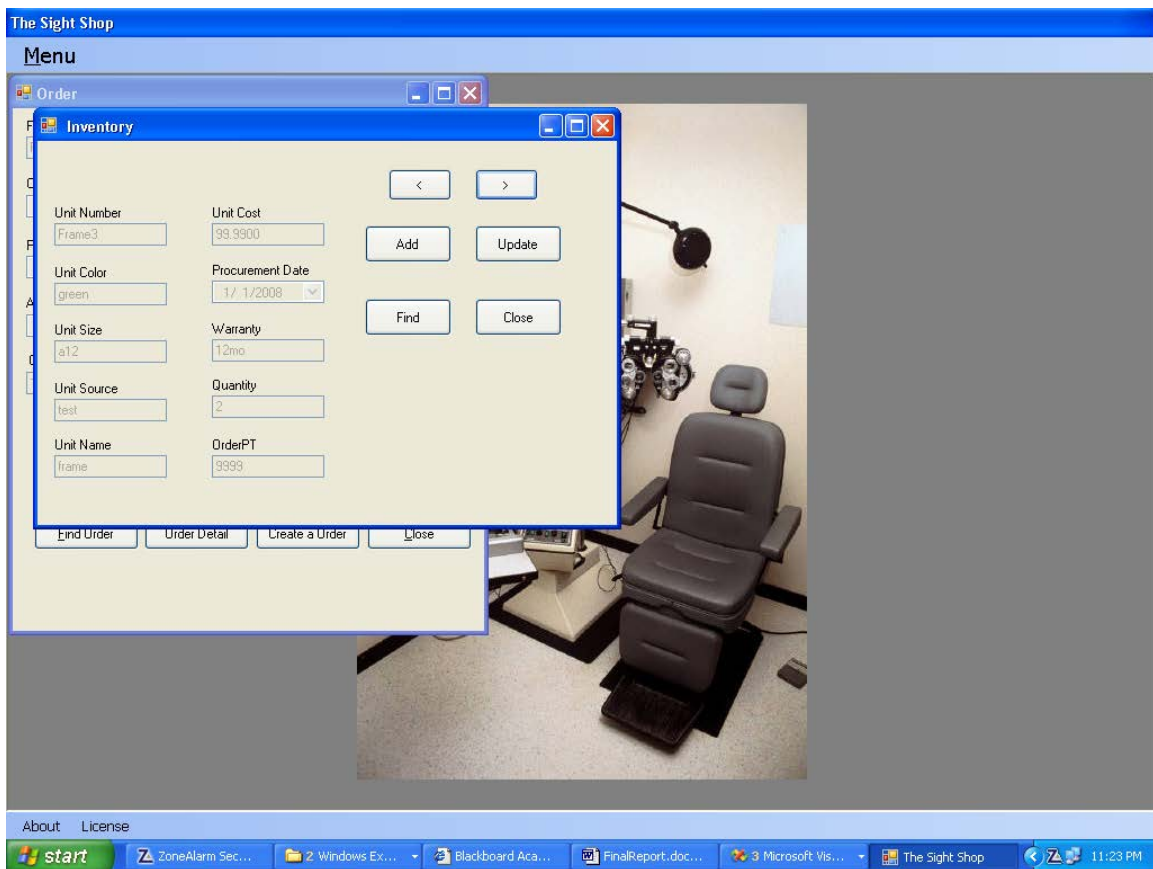 The Sight Shop
Menu
Order
Inventory
< >
Unit Number Unit Cost
Frame3 99.9900
Add Update
Unit Color Procurement Date
green 1/ 1/2008
Find Close
Unit Size Warranty
a12 12mo
Unit Source Quantity
test 2
Unit Name OrderPT
frame 9999
Find Order Order Detail Create a Order Close
About License
start ZoneAlarm Sec... 2 Windows Ex... Blackboard Aca... FinalReport.doc... 3 Microsoft Vis... The Sight Shop 11:23 PM